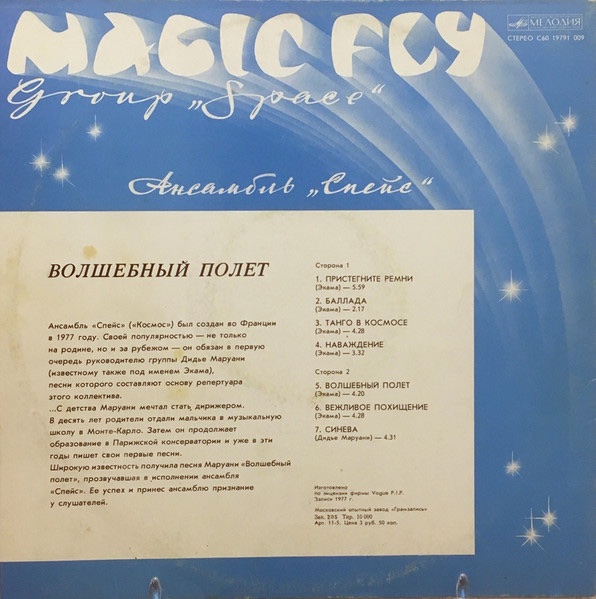 MAGIC FLY
Group „Space“
МЕЛОДИЯ
СТЕРЕО С60 19791 009
Ансамбль „Спейс“
ВОЛШЕБНЫЙ ПОЛЕТ
Ансамбль «Спейс» («Космос») был создан во Франции
в 1977 году. Своей популярностью — не только
на родине, но и за рубежом — он обязан в первую
очередь руководителю группы Дидье Маруани
(известному также под именем Экама),
песни которого составляют основу репертуара
этого коллектива.
...С детства Маруани мечтал стать дирижером.
В десять лет родители отдали мальчика в музыкальную
школу в Монте-Карло. Затем он продолжает
образование в Парижской консерватории и уже в эти
годы пишет свои первые песни.
Широкую известность получила песня Маруани «Волшебный
полет», прозвучавшая в исполнении ансамбля
«Спейс». Ее успех и принес ансамблю признание
у слушателей.
Сторона 1
1. ПРИСТЕГНИТЕ РЕМНИ
(Экама) — 5.59
2. БАЛЛАДА
(Экама) — 2.17
3. ТАНГО В КОСМОСЕ
(Экама) — 4.28
4. НАВАЖДЕНИЕ
(Экама) — 3.32
Сторона 2
5. ВОЛШЕБНЫЙ ПОЛЕТ
(Экама) — 4.20
6. ВЕЖЛИВОЕ ПОХИЩЕНИЕ
(Экама) — 4.28
7. СИНЕВА
(Дидье Маруани) — 4.31
Изготовлено
по лицензии фирмы Vogue P.I.P.
Записи 1977 г.
Московский опытный завод «Грамзапись»
Зак. 295 Тир. 10 000
Арт. 11-5. Цена 3 руб. 50 коп.